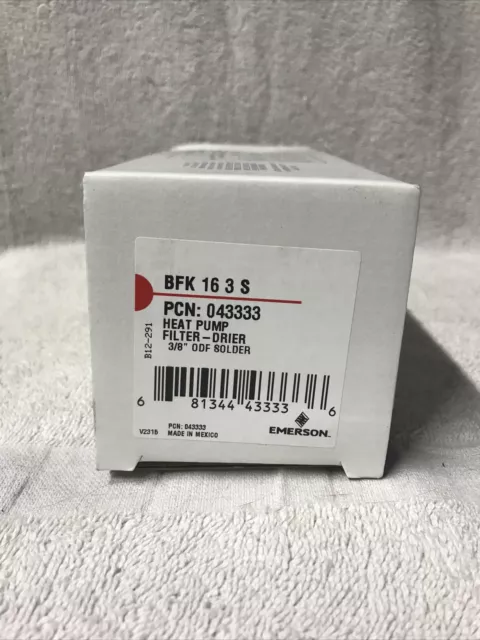 BFK 16 3 S
PCN: 043333
HEAT PUMP
FILTER-DRIER
3/8" ODF SOLDER
B12-291
6 81344 43333 6
V231B
PCN: 043333
MADE IN MEXICO
EMERSON